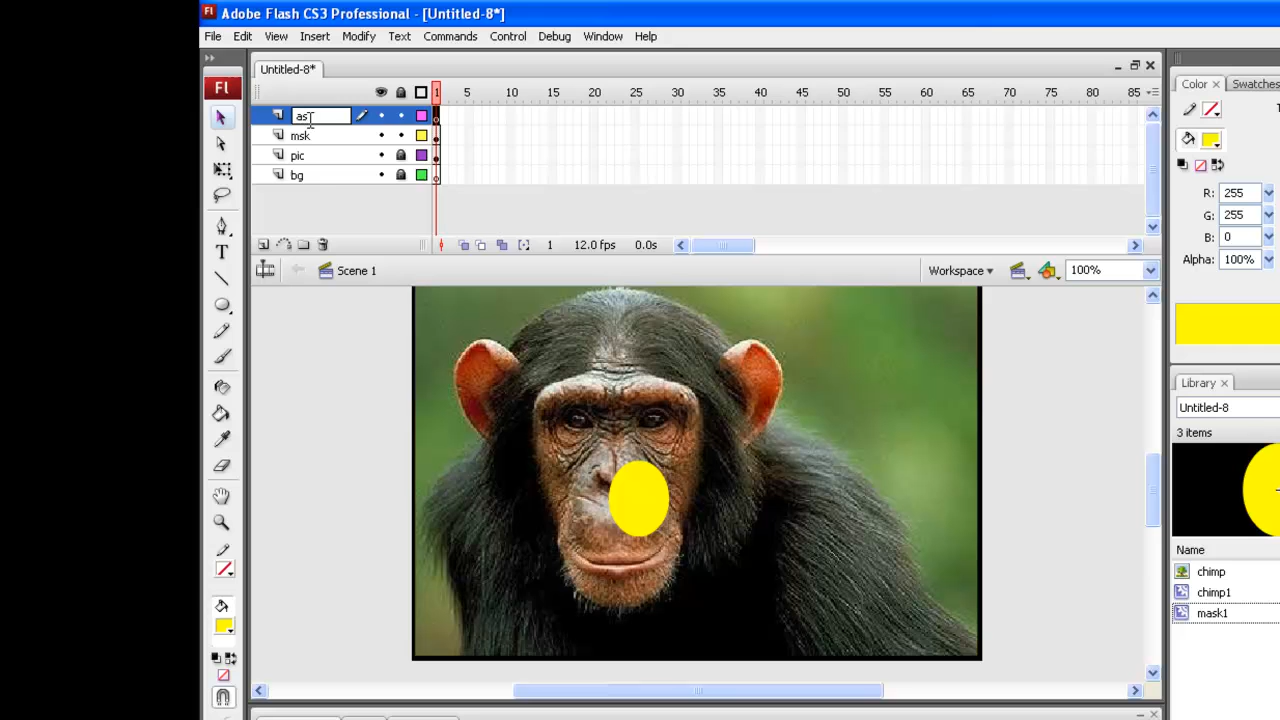 Fl Adobe Flash CS3 Professional - [Untitled-8*]
File Edit View Insert Modify Text Commands Control Debug Window Help
Untitled-8*
Fl
1 5 10 15 20 25 30 35 40 45 50 55 60 65 70 75 80 85
as
msk
pic
bg
1 12.0 fps 0.0s
Scene 1 Workspace 100%
Color Swatches
R: 255
G: 255
B: 0
Alpha: 100%
Library
Untitled-8
3 items
Name
chimp
chimp1
mask1